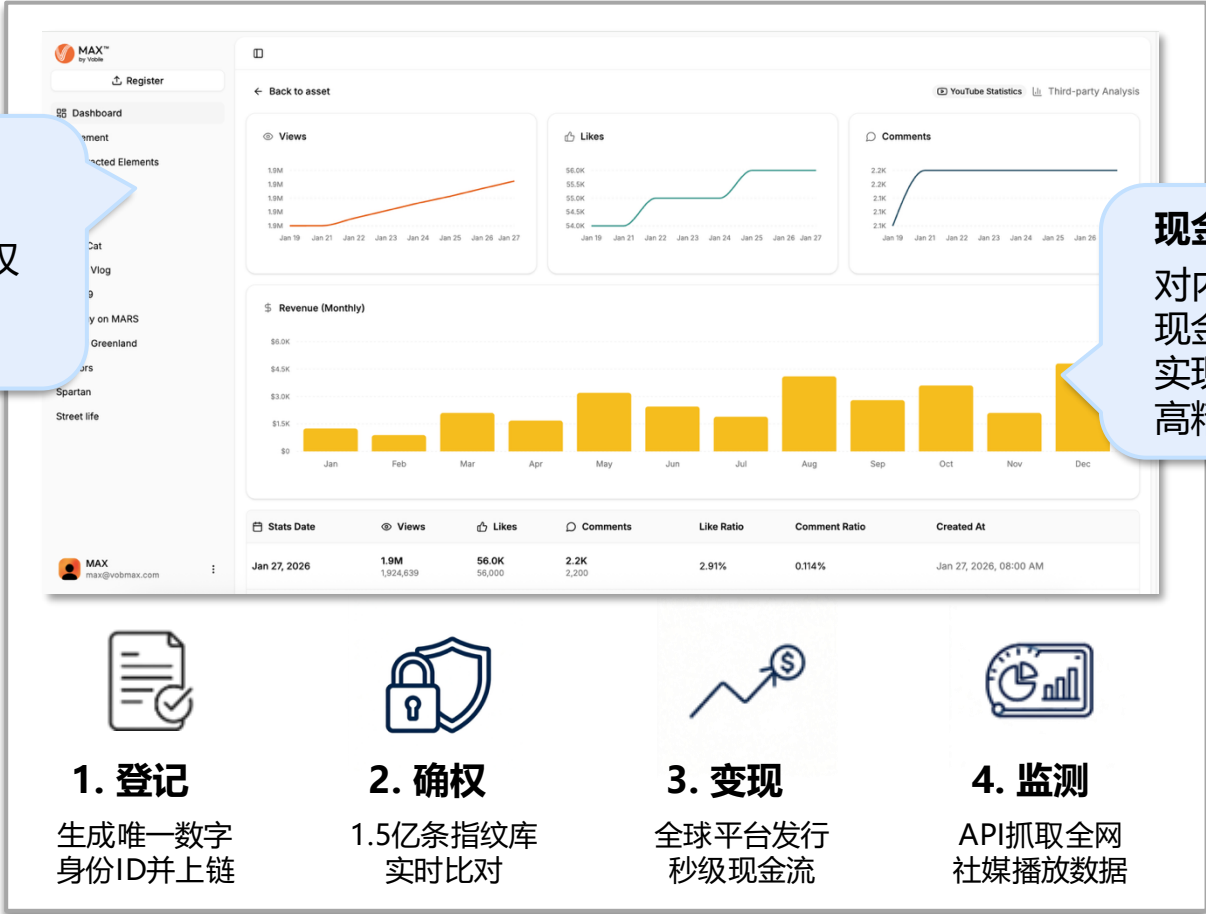 MAX™
by Vobile
Register
Dashboard
Spartan
Street life
MAX
max@vobmax.com
Back to asset
YouTube Statistics
Third-party Analysis
Views
1.9M
1.9M
1.9M
1.9M
1.9M
Jan 19 Jan 21 Jan 22 Jan 23 Jan 24 Jan 25 Jan 26 Jan 27
Likes
56.0K
55.5K
55.0K
54.5K
54.0K
Jan 19 Jan 21 Jan 22 Jan 23 Jan 24 Jan 25 Jan 26 Jan 27
Comments
2.2K
2.2K
2.1K
2.1K
2.1K
Jan 19 Jan 21 Jan 22 Jan 23 Jan 24 Jan 25 Jan 26
ement
cted Elements
Cat
Vlog
9
y on MARS
Greenland
ors
权
现金
对内
现金
实现
高精
$ Revenue (Monthly)
$6.0K
$4.5K
$3.0K
$1.5K
$0
Jan Feb Mar Apr May Jun Jul Aug Sep Oct Nov Dec
Stats Date Views Likes Comments Like Ratio Comment Ratio Created At
Jan 27, 2026 1.9M 56.0K 2.2K 2.91% 0.114% Jan 27, 2026, 08:00 AM
1,924,639 56,000 2,200
1. 登记
生成唯一数字
身份ID并上链
2. 确权
1.5亿条指纹库
实时比对
3. 变现
全球平台发行
秒级现金流
4. 监测
API抓取全网
社媒播放数据